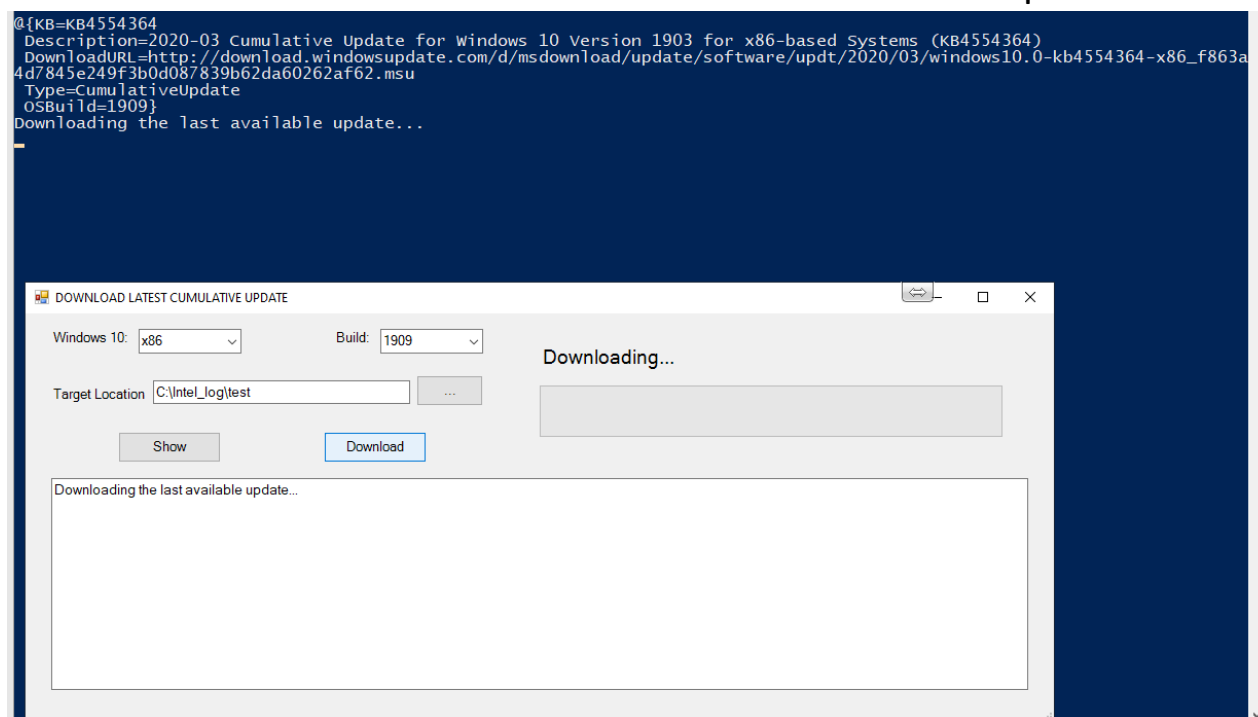 @{KB=KB4554364
Description=2020-03 Cumulative Update for Windows 10 Version 1903 for x86-based Systems (KB4554364)
DownloadURL=http://download.windowsupdate.com/d/msdownload/update/software/updt/2020/03/windows10.0-kb4554364-x86_f863a
4d7845e249f3b0d087839b62da60262af62.msu
Type=CumulativeUpdate
OSBuild=1909}
Downloading the last available update...
DOWNLOAD LATEST CUMULATIVE UPDATE
Windows 10: x86 Build: 1909
Downloading...
Target Location C:\Intel_log\test ...
Show Download
Downloading the last available update...